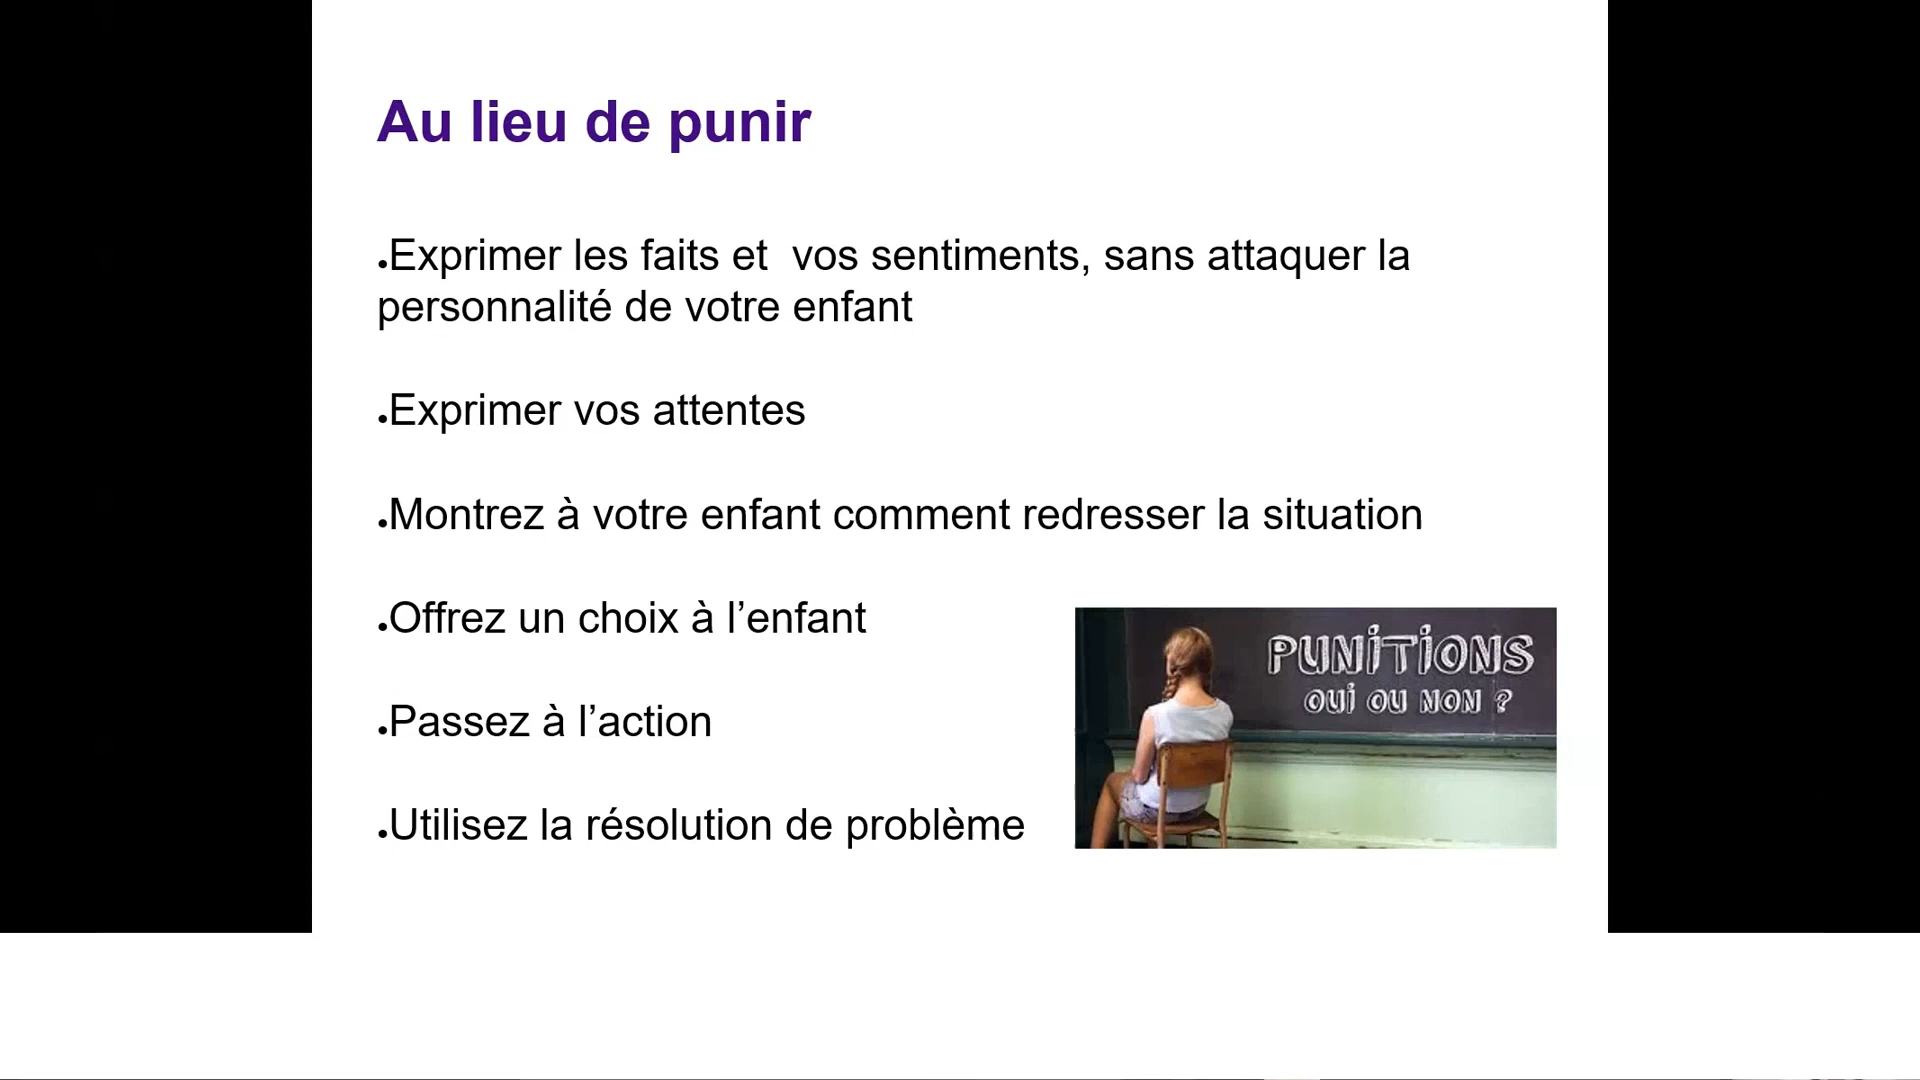 Au lieu de punir
•Exprimer les faits et  vos sentiments, sans attaquer la
personnalité de votre enfant
•Exprimer vos attentes
•Montrez à votre enfant comment redresser la situation
•Offrez un choix à l’enfant
•Passez à l’action
•Utilisez la résolution de problème
PUNiTiONS
OUi OU NON ?